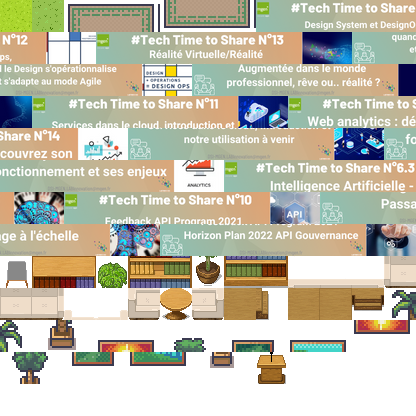 #Tech Time to Share N°
Design System et DesignO
N°12
#Tech Time to Share N°13
Réalité Virtuelle/Réalité
quand
l le Design s'opérationnalise
t s'adapte au mode Agile
DESIGN
+ OPERATIONS
= DESIGN OPS
Augmentée dans le monde
professionnel, rêve ou.. réalité ?
#Tech Time to Share N°11
Services dans le cloud, introduction et
#Tech Time to S
Web analytics : dé
Share N°14
couvrez son
notre utilisation à venir
fo
onctionnement et ses enjeux
ANALYTICS
#Tech Time to Share N°6.3
Intelligence Artificielle -
#Tech Time to Share N°10
Feedback API Program 2021
API
Passa
ge à l'échelle
Horizon Plan 2022 API Gouvernance